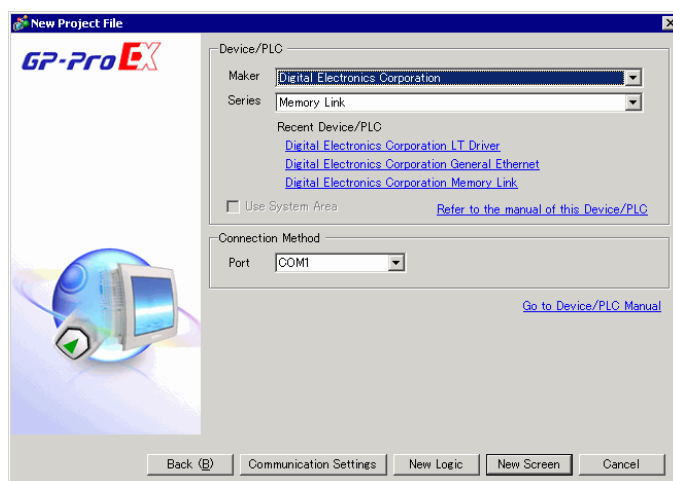 New Project File
GP-Pro EX
Device/PLC
Maker Digital Electronics Corporation
Series Memory Link
Recent Device/PLC
Digital Electronics Corporation LT Driver
Digital Electronics Corporation General Ethernet
Digital Electronics Corporation Memory Link
Use System Area Refer to the manual of this Device/PLC
Connection Method
Port COM1
Go to Device/PLC Manual
Back (B) Communication Settings New Logic New Screen Cancel